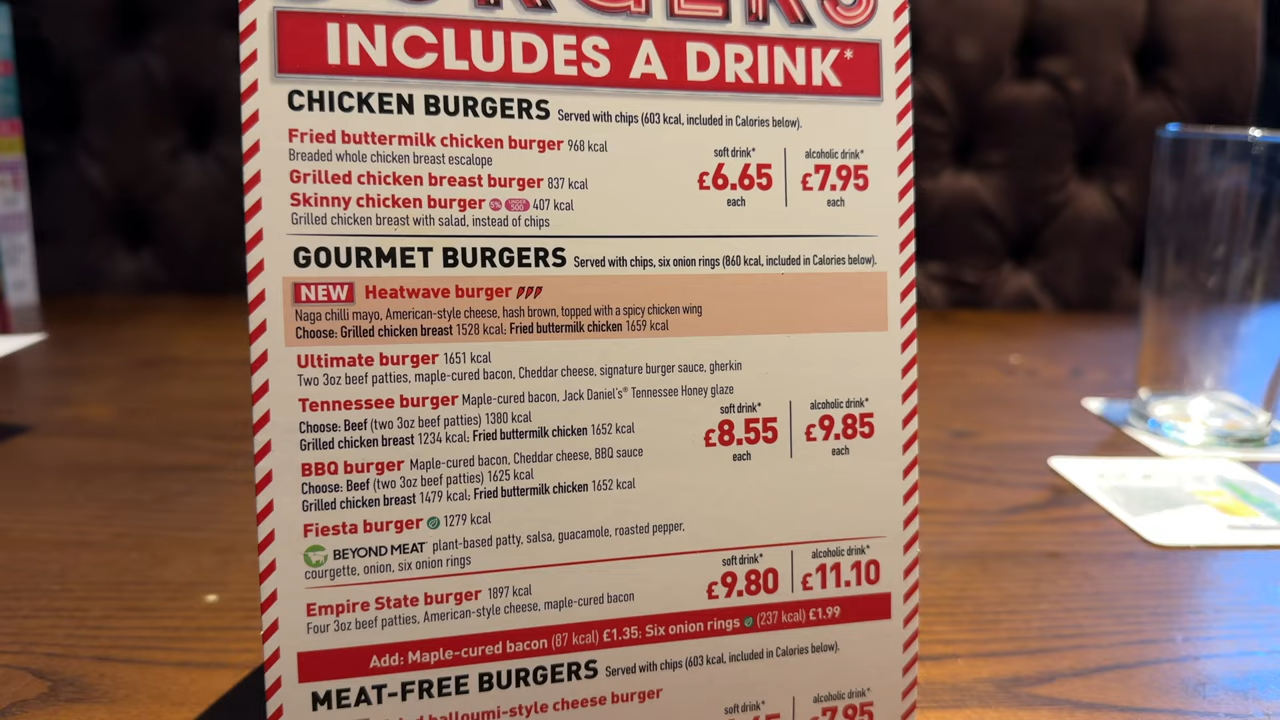 BURGERS
INCLUDES A DRINK*
CHICKEN BURGERS Served with chips (603 kcal, included in Calories below).
Fried buttermilk chicken burger 968 kcal
Breaded whole chicken breast escalope
Grilled chicken breast burger 837 kcal
Skinny chicken burger 5% UNDER 500 407 kcal
Grilled chicken breast with salad, instead of chips
soft drink* alcoholic drink*
£6.65 £7.95
each each
GOURMET BURGERS Served with chips, six onion rings (860 kcal, included in Calories below).
NEW Heatwave burger
Naga chilli mayo, American-style cheese, hash brown, topped with a spicy chicken wing
Choose: Grilled chicken breast 1528 kcal; Fried buttermilk chicken 1659 kcal
Ultimate burger 1651 kcal
Two 3oz beef patties, maple-cured bacon, Cheddar cheese, signature burger sauce, gherkin
Tennessee burger Maple-cured bacon, Jack Daniel's® Tennessee Honey glaze
Choose: Beef (two 3oz beef patties) 1380 kcal
Grilled chicken breast 1234 kcal; Fried buttermilk chicken 1652 kcal
BBQ burger Maple-cured bacon, Cheddar cheese, BBQ sauce
Choose: Beef (two 3oz beef patties) 1625 kcal
Grilled chicken breast 1479 kcal; Fried buttermilk chicken 1652 kcal
Fiesta burger 1279 kcal
BEYOND MEAT plant-based patty, salsa, guacamole, roasted pepper,
courgette, onion, six onion rings
soft drink* alcoholic drink*
£8.55 £9.85
each each
Empire State burger 1897 kcal
Four 3oz beef patties, American-style cheese, maple-cured bacon
soft drink* alcoholic drink*
£9.80 £11.10
Add: Maple-cured bacon (87 kcal) £1.35; Six onion rings (237 kcal) £1.99
MEAT-FREE BURGERS Served with chips (603 kcal, included in Calories below).
halloumi-style cheese burger
soft drink* alcoholic drink*
£7.95